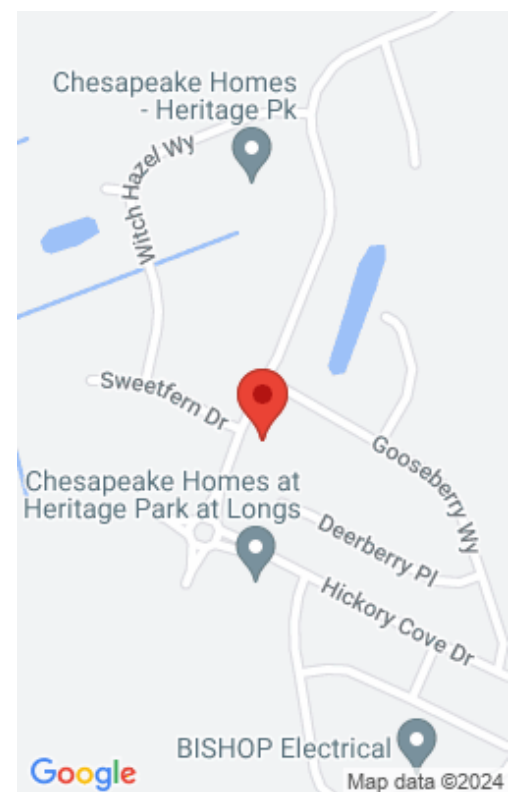 Chesapeake Homes
- Heritage Pk
Witch Hazel Wy
Sweetfern Dr
Gooseberry Wy
Chesapeake Homes at
Heritage Park at Longs
Deerberry Pl
Hickory Cove Dr
BISHOP Electrical
Google
Map data ©2024